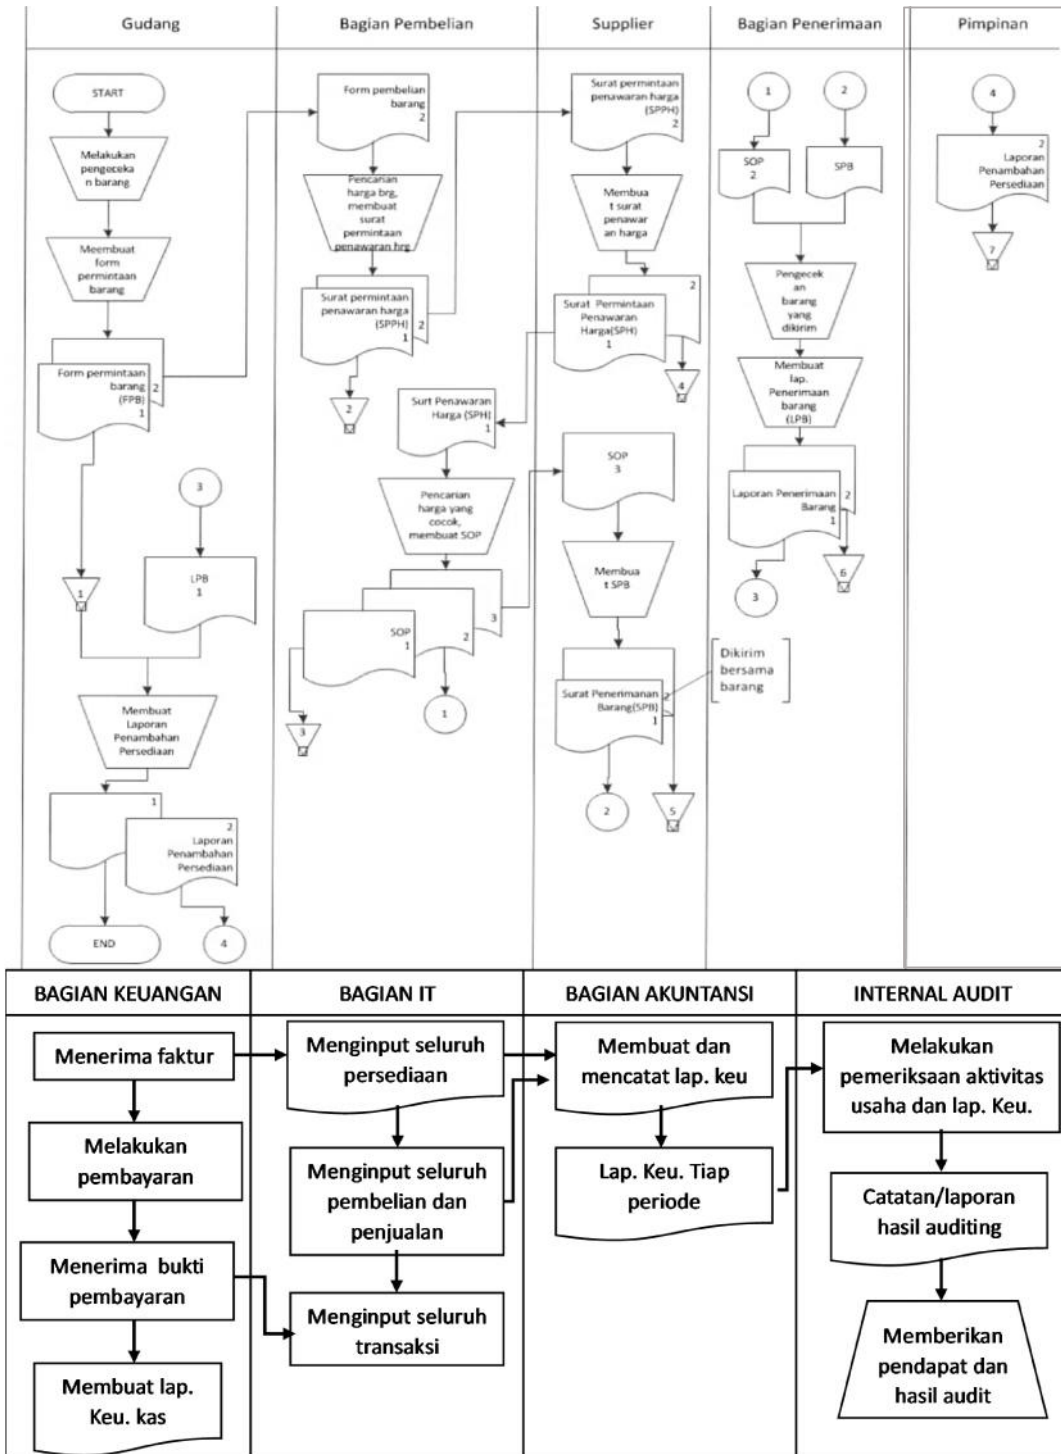 Gudang
Bagian Pembelian
Supplier
Bagian Penerimaan
Pimpinan
START
Melakukan
pengeceka
n barang
Meembuat
form
permintaan
barang
Form permintaan
barang
(FPB)
1
2
1
3
LPB
1
Membuat
Laporan
Penambahan
Persediaan
1
2
Laporan
Penambahan
Persediaan
END
4
Form pembelian
barang
2
Pencarian
harga brg,
membuat
surat
permintaan
penawaran hrg
Surat permintaan
penawaran harga
(SPPH)
1
2
2
Surt Penawaran
Harga (SPH)
1
Pencarian
harga yang
cocok,
membuat SOP
SOP
1
2
3
3
1
Surat permintaan
penawaran harga
(SPPH)
2
Membua
t surat
penawar
an harga
2
Surat Permintaan
Penawaran
Harga(SPH)
1
4
SOP
3
Membua
t SPB
Surat Penerimanan
Barang(SPB)
1
2
2
5
Dikirim
bersama
barang
1
2
SOP
2
SPB
Pengecek
an
barang
yang
dikirim
Membuat
lap.
Penerimaan
barang
(LPB)
Laporan Penerimaan
Barang
1
2
3
6
4
2
Laporan
Penambahan
Persediaan
7
BAGIAN KEUANGAN
BAGIAN IT
BAGIAN AKUNTANSI
INTERNAL AUDIT
Menerima faktur
Melakukan
pembayaran
Menerima bukti
pembayaran
Membuat lap.
Keu. kas
Menginput seluruh
persediaan
Menginput seluruh
pembelian dan
penjualan
Menginput seluruh
transaksi
Membuat dan
mencatat lap. keu
Lap. Keu. Tiap
periode
Melakukan
pemeriksaan aktivitas
usaha dan lap. Keu.
Catatan/laporan
hasil auditing
Memberikan
pendapat dan
hasil audit